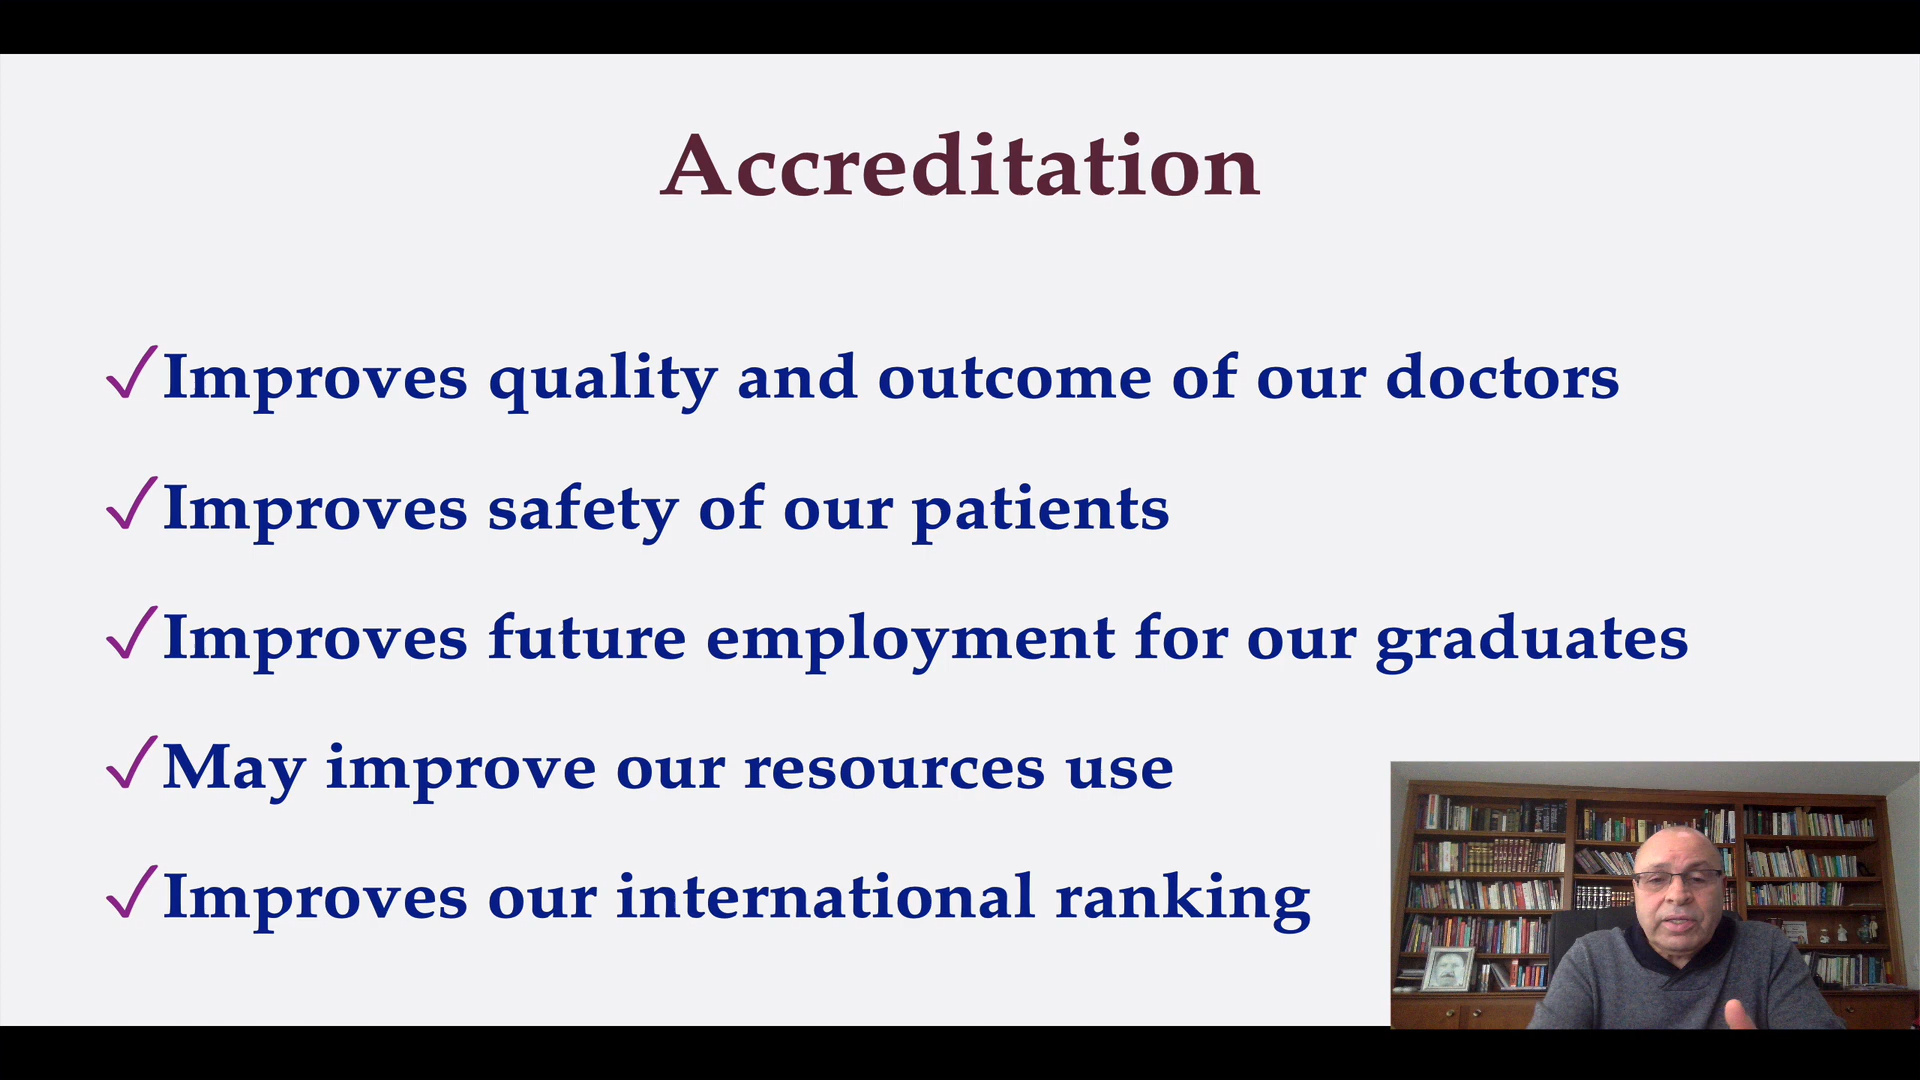 Accreditation
✓Improves quality and outcome of our doctors
✓Improves safety of our patients
✓Improves future employment for our graduates
✓May improve our resources use
✓Improves our international ranking